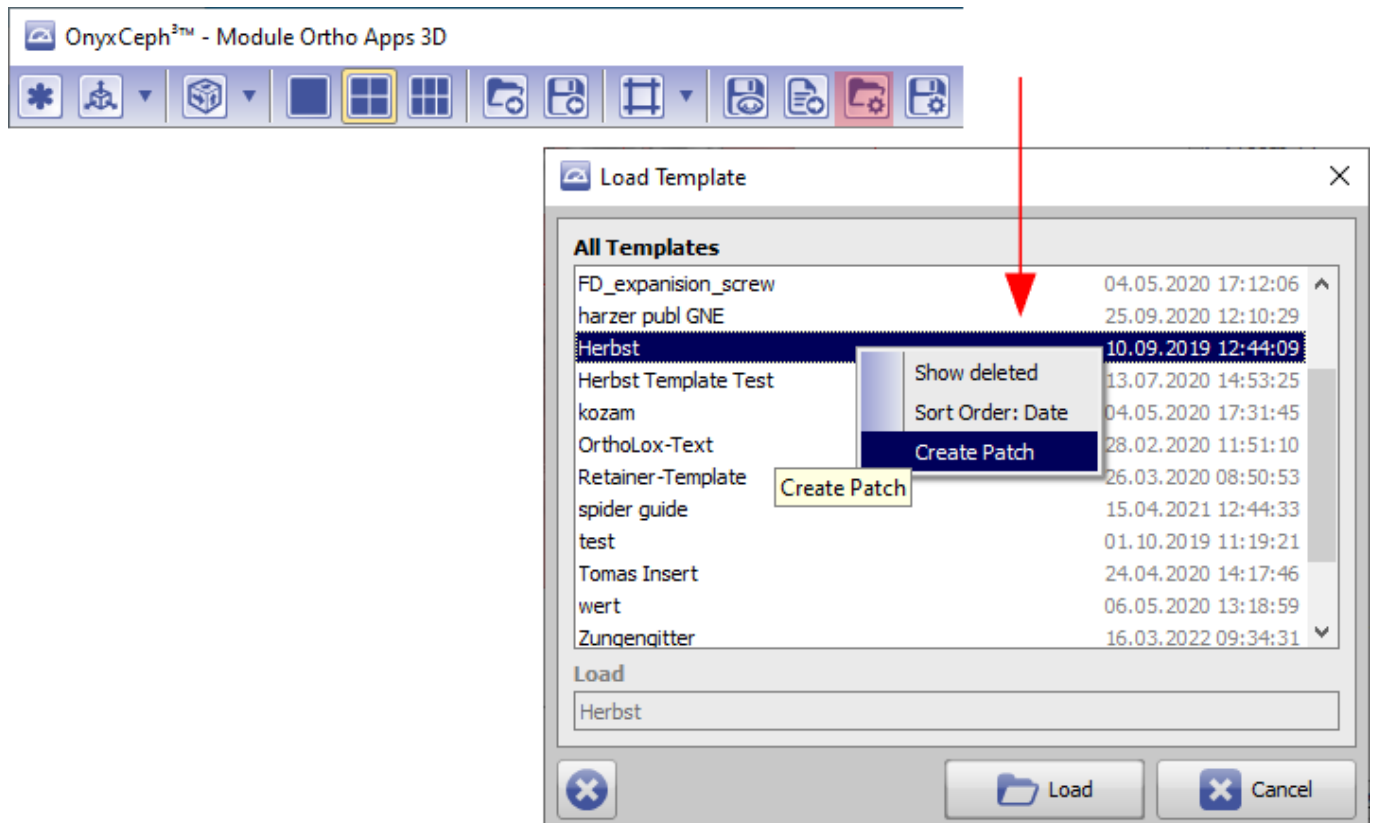 OnyxCeph³™ - Module Ortho Apps 3D
Load Template
All Templates
FD_expanision_screw 04.05.2020 17:12:06
harzer publ GNE 25.09.2020 12:10:29
Herbst 10.09.2019 12:44:09
Herbst Template Test 13.07.2020 14:53:25
kozam 04.05.2020 17:31:45
OrthoLox-Text 28.02.2020 11:51:10
Retainer-Template 26.03.2020 08:50:53
spider guide 15.04.2021 12:44:33
test 01.10.2019 11:19:21
Tomas Insert 24.04.2020 14:17:46
wert 06.05.2020 13:18:59
Zungengitter 16.03.2022 09:34:31
Show deleted
Sort Order: Date
Create Patch
Create Patch
Load
Herbst
Load
Cancel